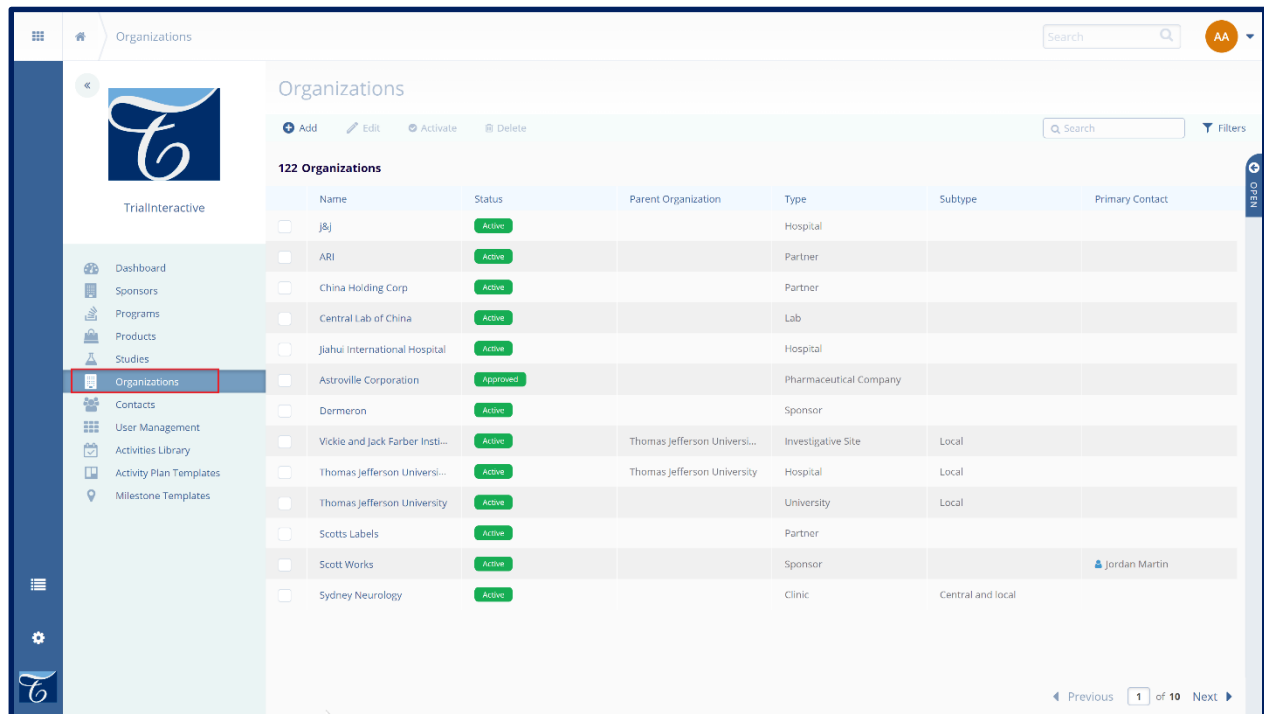 Organizations
Search
AA
TrialInteractive
Dashboard
Sponsors
Programs
Products
Studies
Organizations
Contacts
User Management
Activities Library
Activity Plan Templates
Milestone Templates
Organizations
Add Edit Activate Delete Search Filters
122 Organizations
OPEN
Name Status Parent Organization Type Subtype Primary Contact
j&j Active Hospital
ARI Active Partner
China Holding Corp Active Partner
Central Lab of China Active Lab
Jiahui International Hospital Active Hospital
Astroville Corporation Approved Pharmaceutical Company
Dermeron Active Sponsor
Vickie and Jack Farber Insti... Active Thomas Jefferson Universi... Investigative Site Local
Thomas Jefferson Universi... Active Thomas Jefferson University Hospital Local
Thomas Jefferson University Active University Local
Scotts Labels Active Partner
Scott Works Active Sponsor Jordan Martin
Sydney Neurology Active Clinic Central and local
Previous 1 of 10 Next